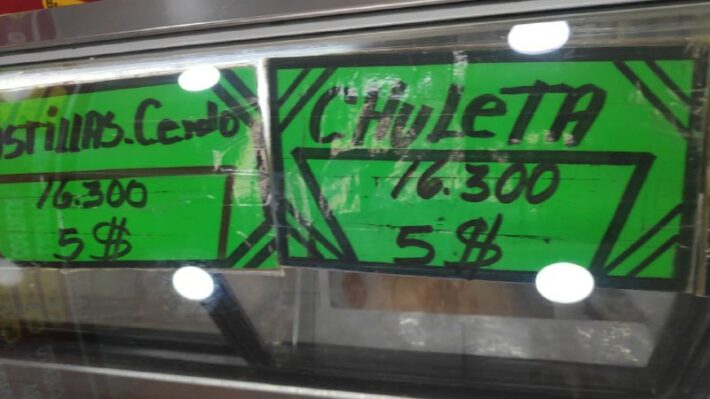 STILLAS. Cerdo
16.300
5 $
CHULETA
16.300
5 $